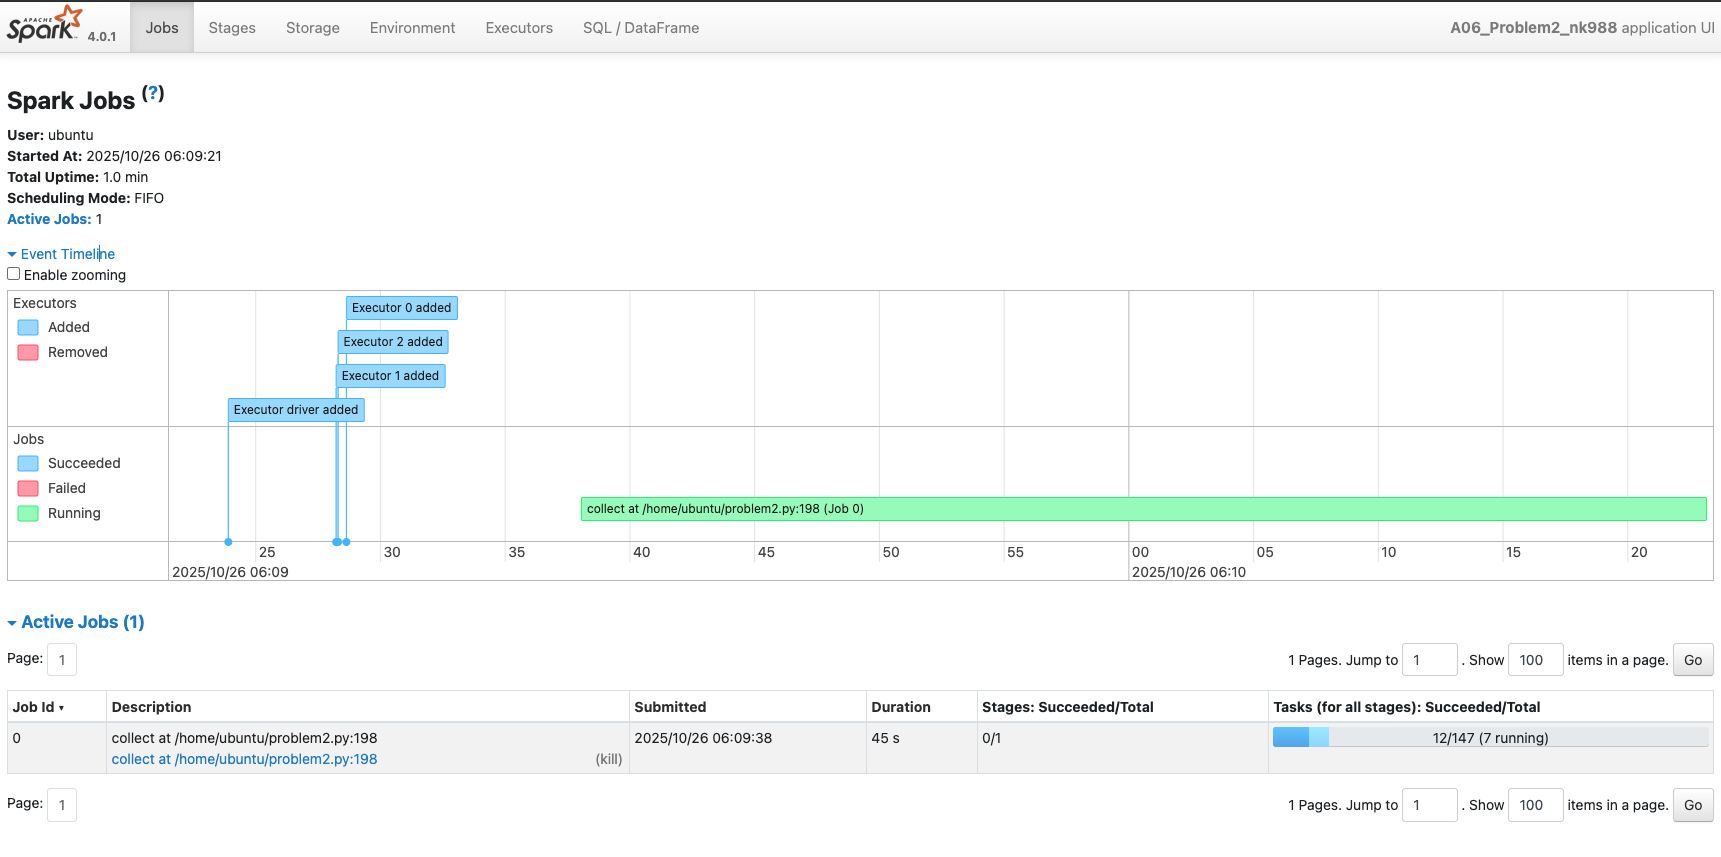 APACHE
Spark 4.0.1
Jobs
Stages
Storage
Environment
Executors
SQL / DataFrame
A06_Problem2_nk988 application UI
Spark Jobs (?)
User: ubuntu
Started At: 2025/10/26 06:09:21
Total Uptime: 1.0 min
Scheduling Mode: FIFO
Active Jobs: 1
Event Timeline
Enable zooming
Executors
Added
Removed
Executor 0 added
Executor 2 added
Executor 1 added
Executor driver added
Jobs
Succeeded
Failed
Running
collect at /home/ubuntu/problem2.py:198 (Job 0)
25 30 35 40 45 50 55 00 05 10 15 20
2025/10/26 06:09 2025/10/26 06:10
Active Jobs (1)
Page: 1
1 Pages. Jump to 1 . Show 100 items in a page. Go
Job Id ▾ Description Submitted Duration Stages: Succeeded/Total Tasks (for all stages): Succeeded/Total
0 collect at /home/ubuntu/problem2.py:198 2025/10/26 06:09:38 45 s 0/1 12/147 (7 running)
collect at /home/ubuntu/problem2.py:198 (kill)
Page: 1
1 Pages. Jump to 1 . Show 100 items in a page. Go